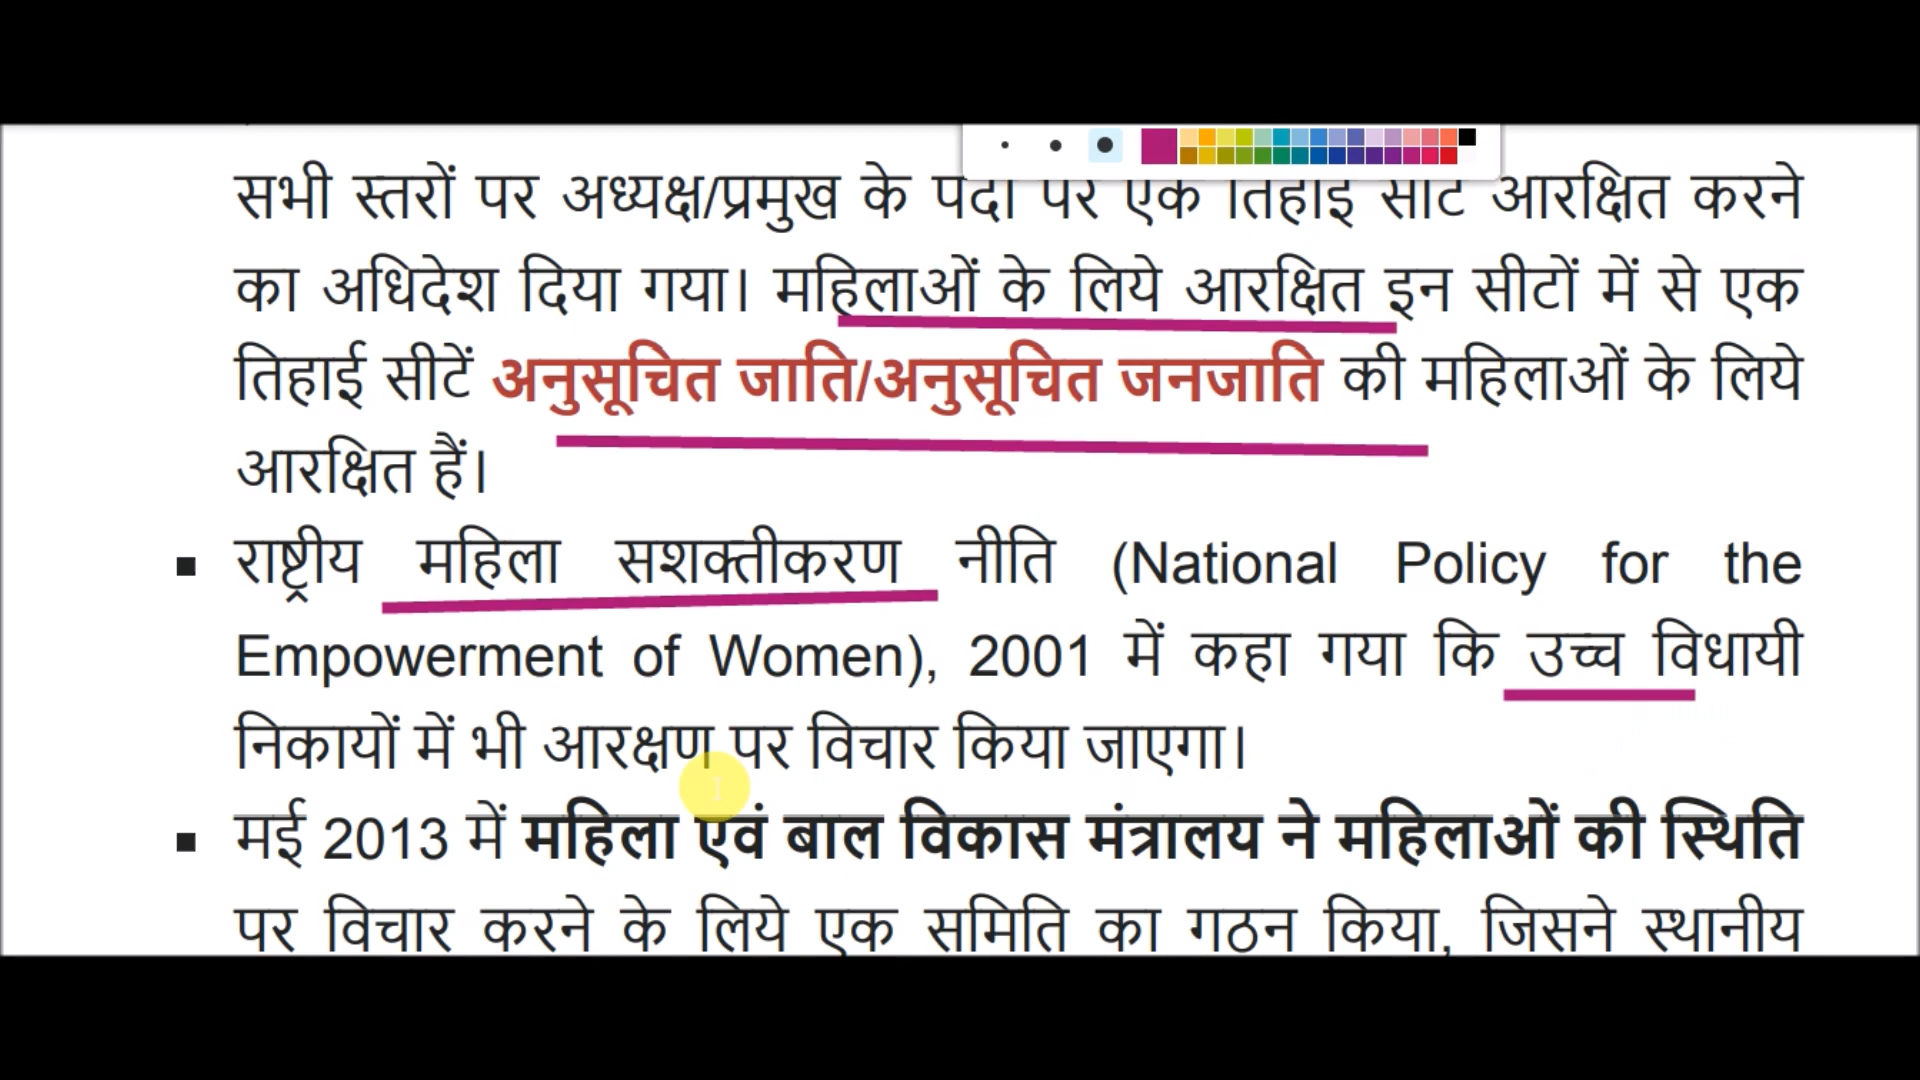 सभी स्तरों पर अध्यक्ष/प्रमुख के पदों पर एक तिहाई सीटें आरक्षित करने
का अधिदेश दिया गया। महिलाओं के लिये आरक्षित इन सीटों में से एक
तिहाई सीटें अनुसूचित जाति/अनुसूचित जनजाति की महिलाओं के लिये
आरक्षित हैं।
▪ राष्ट्रीय महिला सशक्तीकरण नीति (National Policy for the
Empowerment of Women), 2001 में कहा गया कि उच्च विधायी
निकायों में भी आरक्षण पर विचार किया जाएगा।
▪ मई 2013 में महिला एवं बाल विकास मंत्रालय ने महिलाओं की स्थिति
पर विचार करने के लिये एक समिति का गठन किया, जिसने स्थानीय